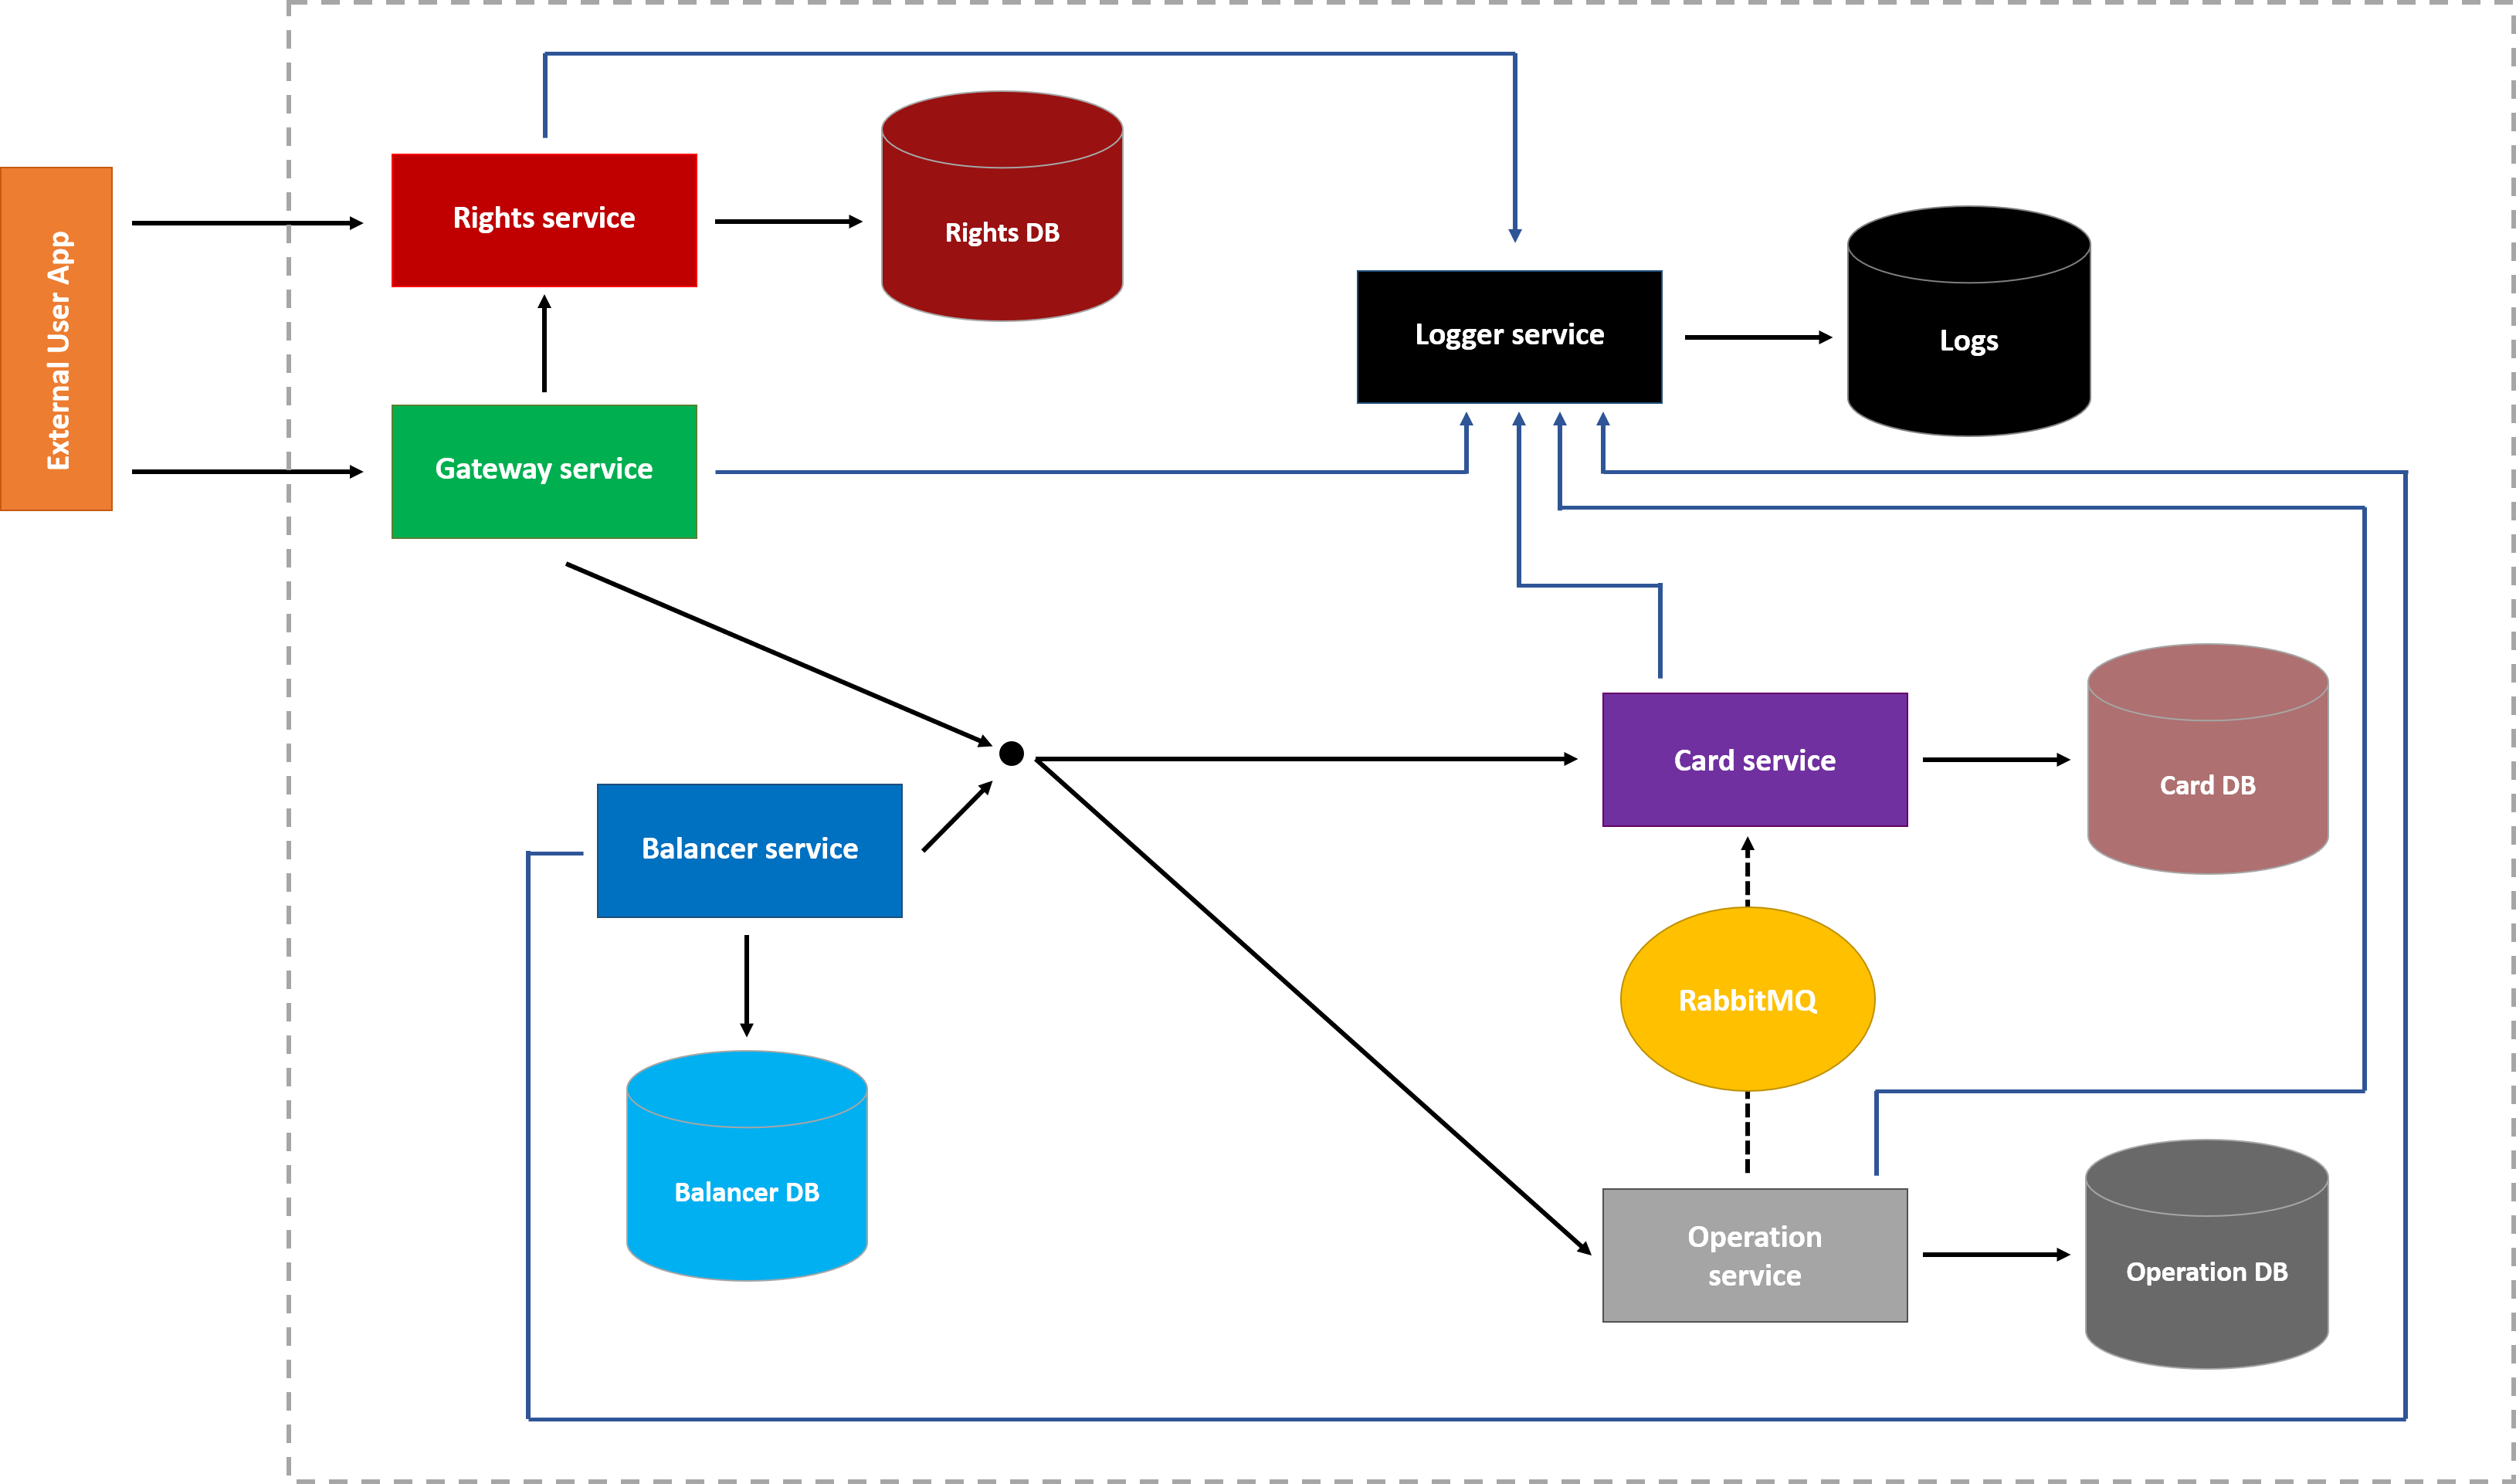 External User App
Rights service
Rights DB
Logger service
Logs
Gateway service
Card service
Card DB
Balancer service
RabbitMQ
Balancer DB
Operation
service
Operation DB